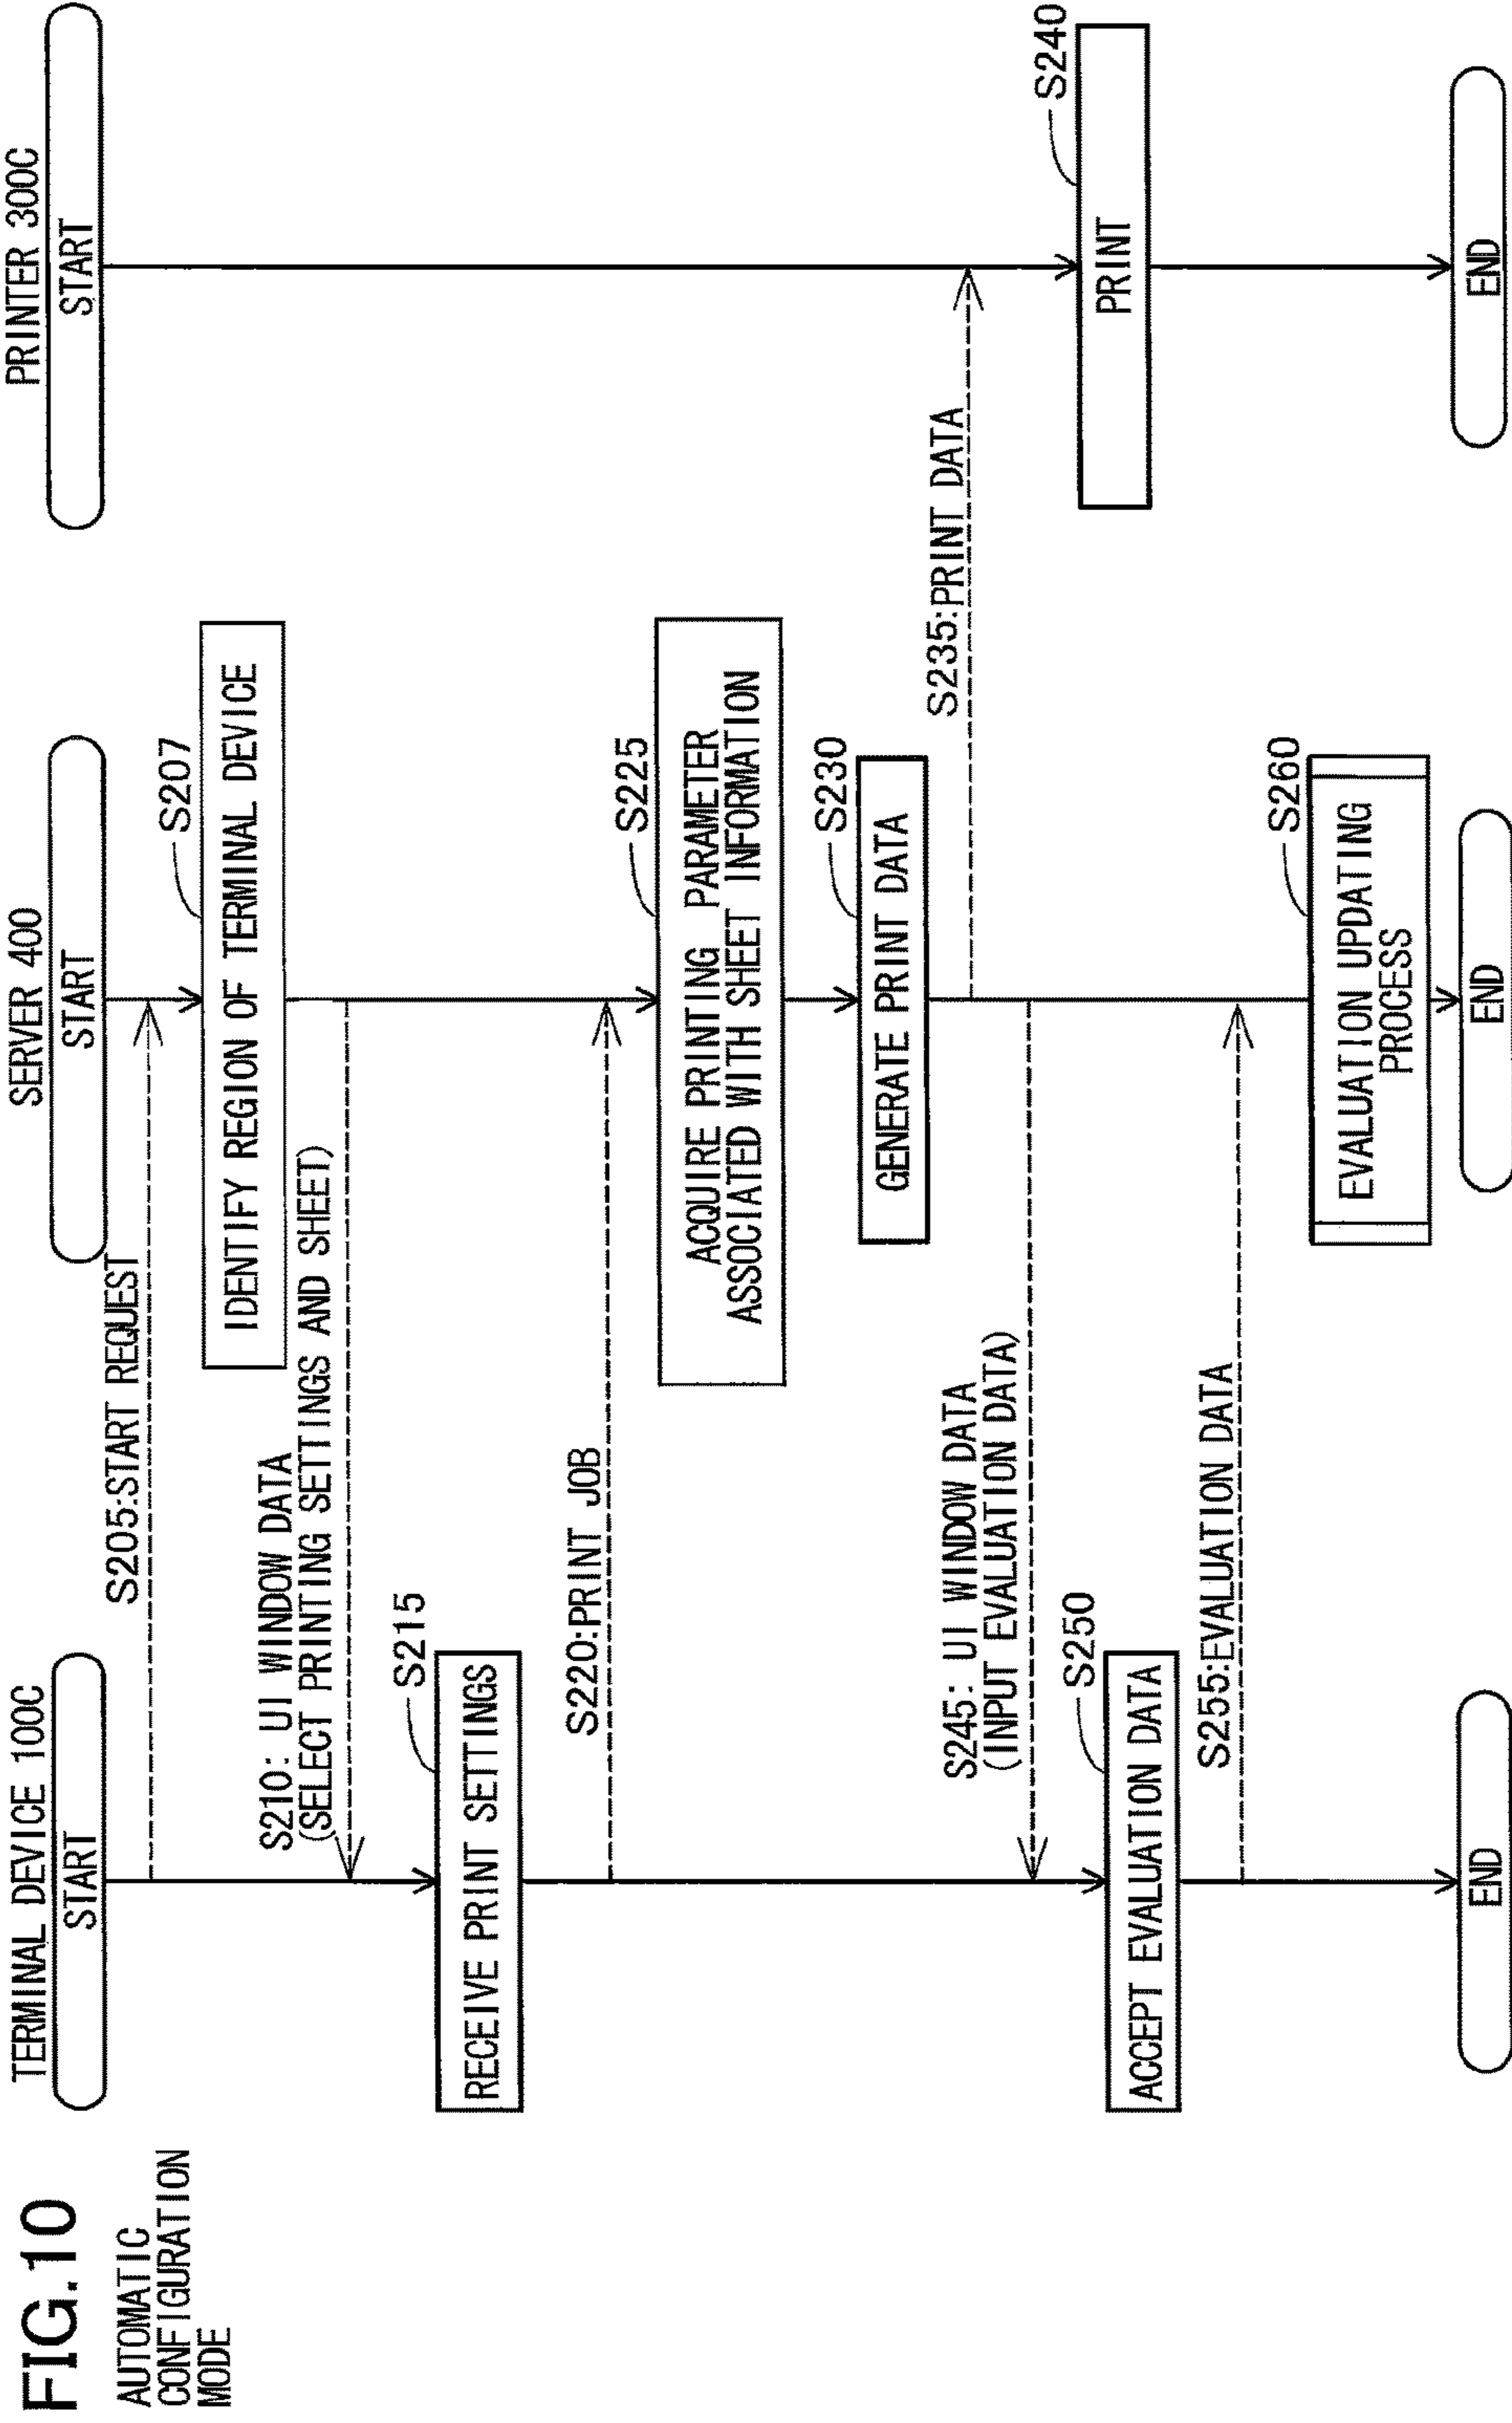 FIG.10
AUTOMATIC
CONFIGURATION
MODE
TERMINAL DEVICE 100C
SERVER 400
PRINTER 300C
START
START
START
S205:START REQUEST
S207
IDENTIFY REGION OF TERMINAL DEVICE
S210: UI WINDOW DATA
(SELECT PRINTING SETTINGS AND SHEET)
S215
RECEIVE PRINT SETTINGS
S220:PRINT JOB
S225
ACQUIRE PRINTING PARAMETER
ASSOCIATED WITH SHEET INFORMATION
S230
GENERATE PRINT DATA
S235:PRINT DATA
S240
PRINT
S245: UI WINDOW DATA
(INPUT EVALUATION DATA)
S250
ACCEPT EVALUATION DATA
S255:EVALUATION DATA
S260
EVALUATION UPDATING
PROCESS
END
END
END